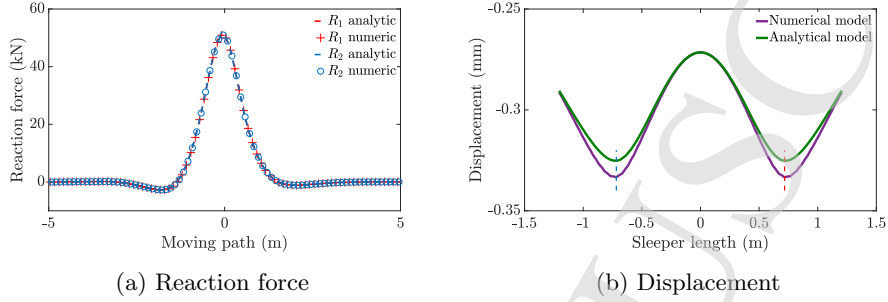 60
40
20
0
-5
0
5
Reaction force (kN)
Moving path (m)
R₁ analytic
R₁ numeric
R₂ analytic
R₂ numeric
(a) Reaction force
-0.25
-0.3
-0.35
-1.5
-1
-0.5
0
0.5
1
1.5
Displacement (mm)
Sleeper length (m)
Numerical model
Analytical model
(b) Displacement